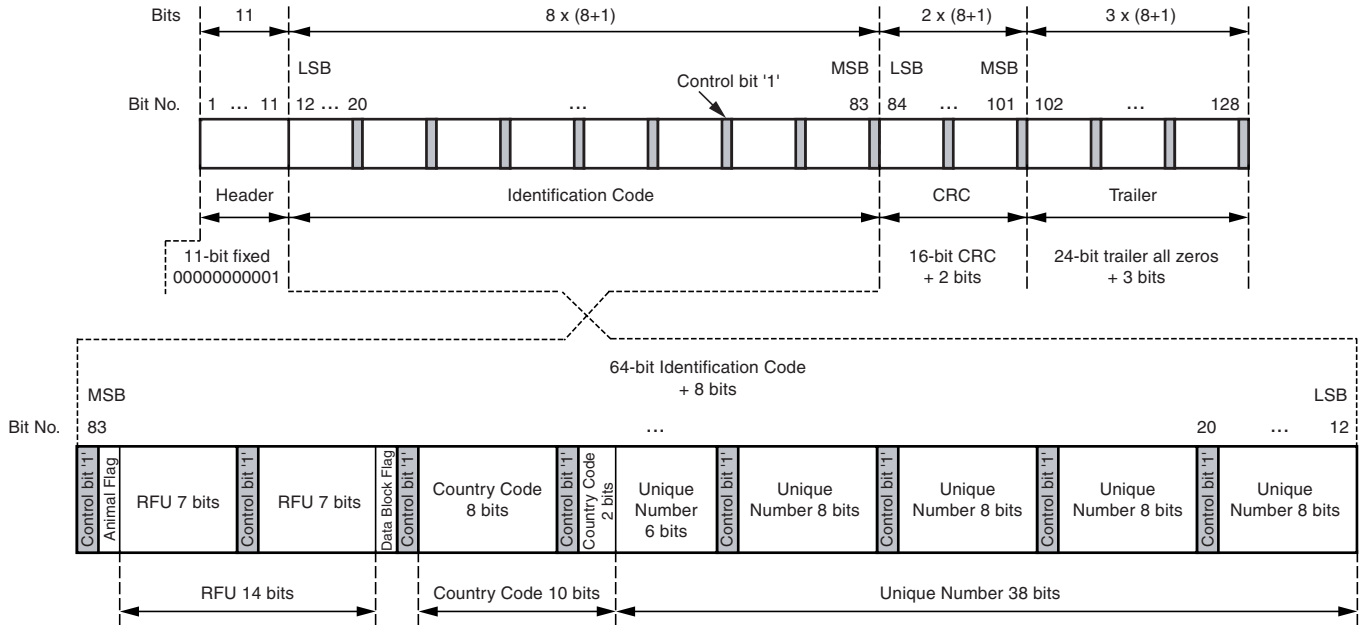 Bits 11 8 x (8+1) 2 x (8+1) 3 x (8+1)
LSB MSB LSB MSB
Control bit '1'
Bit No. 1 ... 11 12 ... 20 ... 83 84 ... 101 102 ... 128
Header Identification Code CRC Trailer
11-bit fixed
00000000001
16-bit CRC
+ 2 bits
24-bit trailer all zeros
+ 3 bits
64-bit Identification Code
+ 8 bits
MSB LSB
Bit No. 83 ... 20 ... 12
Control bit '1'
Animal Flag
RFU 7 bits
Control bit '1'
RFU 7 bits
Data Block Flag
Control bit '1'
Country Code
8 bits
Control bit '1'
Country Code
2 bits
Unique
Number
6 bits
Control bit '1'
Unique
Number 8 bits
Control bit '1'
Unique
Number 8 bits
Control bit '1'
Unique
Number 8 bits
Control bit '1'
Unique
Number 8 bits
RFU 14 bits Country Code 10 bits Unique Number 38 bits